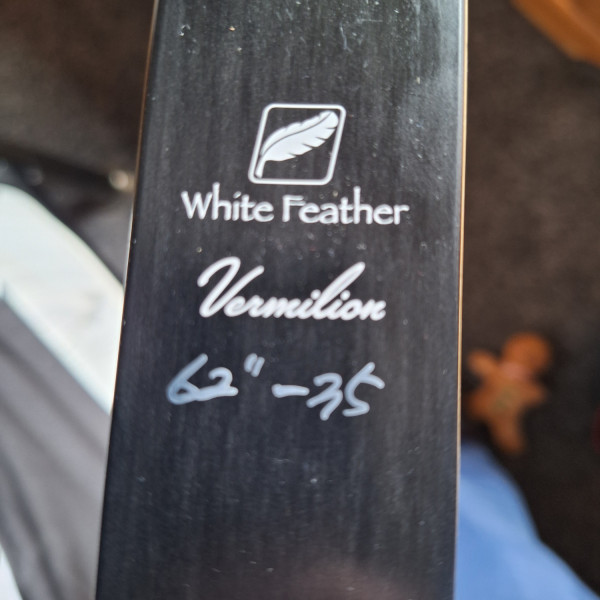 White Feather
Vermilion
62" - 35